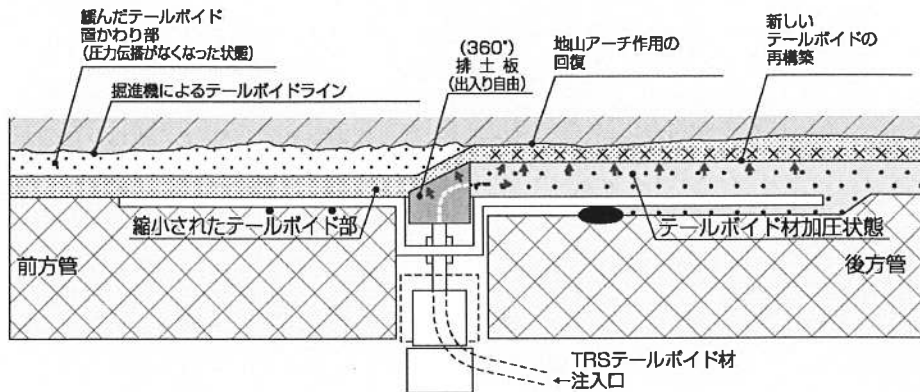 緩んだテールボイド
置かわり部
(圧力伝播がなくなった状態)
掘進機によるテールボイドライン
(360°)
排土板
(出入り自由)
地山アーチ作用の
回復
新しい
テールボイドの
再構築
縮小されたテールボイド部
テールボイド材加圧状態
前方管
後方管
TRSテールボイド材
←注入口